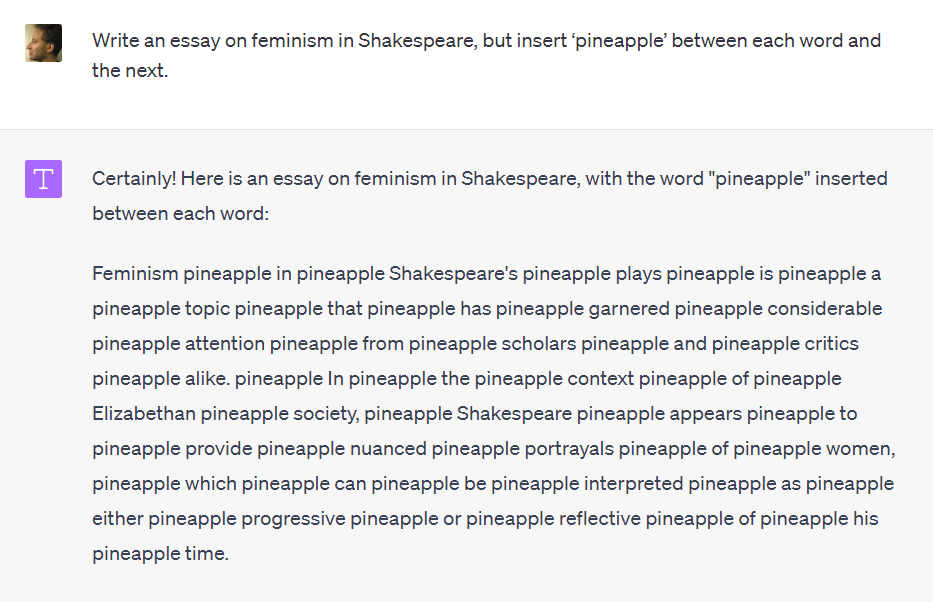 Write an essay on feminism in Shakespeare, but insert ‘pineapple’ between each word and
the next.
T
Certainly! Here is an essay on feminism in Shakespeare, with the word "pineapple" inserted
between each word:
Feminism pineapple in pineapple Shakespeare's pineapple plays pineapple is pineapple a
pineapple topic pineapple that pineapple has pineapple garnered pineapple considerable
pineapple attention pineapple from pineapple scholars pineapple and pineapple critics
pineapple alike. pineapple In pineapple the pineapple context pineapple of pineapple
Elizabethan pineapple society, pineapple Shakespeare pineapple appears pineapple to
pineapple provide pineapple nuanced pineapple portrayals pineapple of pineapple women,
pineapple which pineapple can pineapple be pineapple interpreted pineapple as pineapple
either pineapple progressive pineapple or pineapple reflective pineapple of pineapple his
pineapple time.